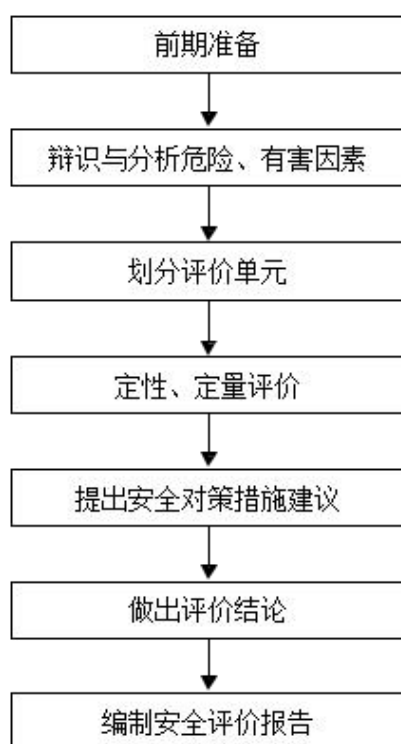 前期准备
辩识与分析危险、有害因素
划分评价单元
定性、定量评价
提出安全对策措施建议
做出评价结论
编制安全评价报告